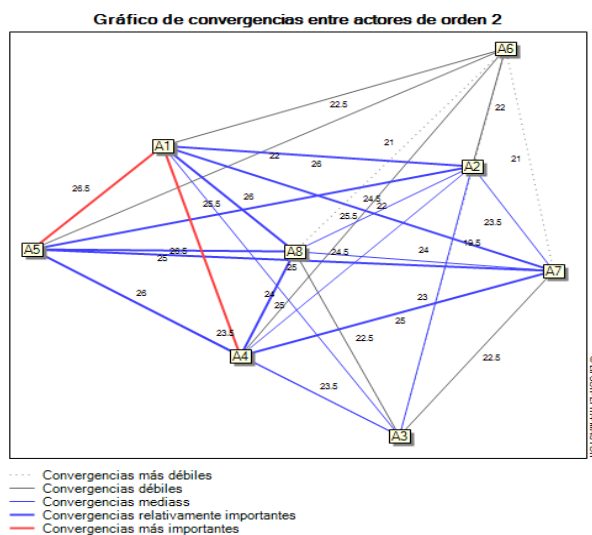 Gráfico de convergencias entre actores de orden 2
A6
22.5
22
A1
21
26
22
A2
21
26.5
25.5
26
24.5
22
25.5
23.5
A5
A8
26.5
25
24.5
24
19.5
25
A7
26
24
25
23
25
23.5
22.5
A4
22.5
23.5
A3
Convergencias más débiles
Convergencias débiles
Convergencias mediass
Convergencias relativamente importantes
Convergencias más importantes